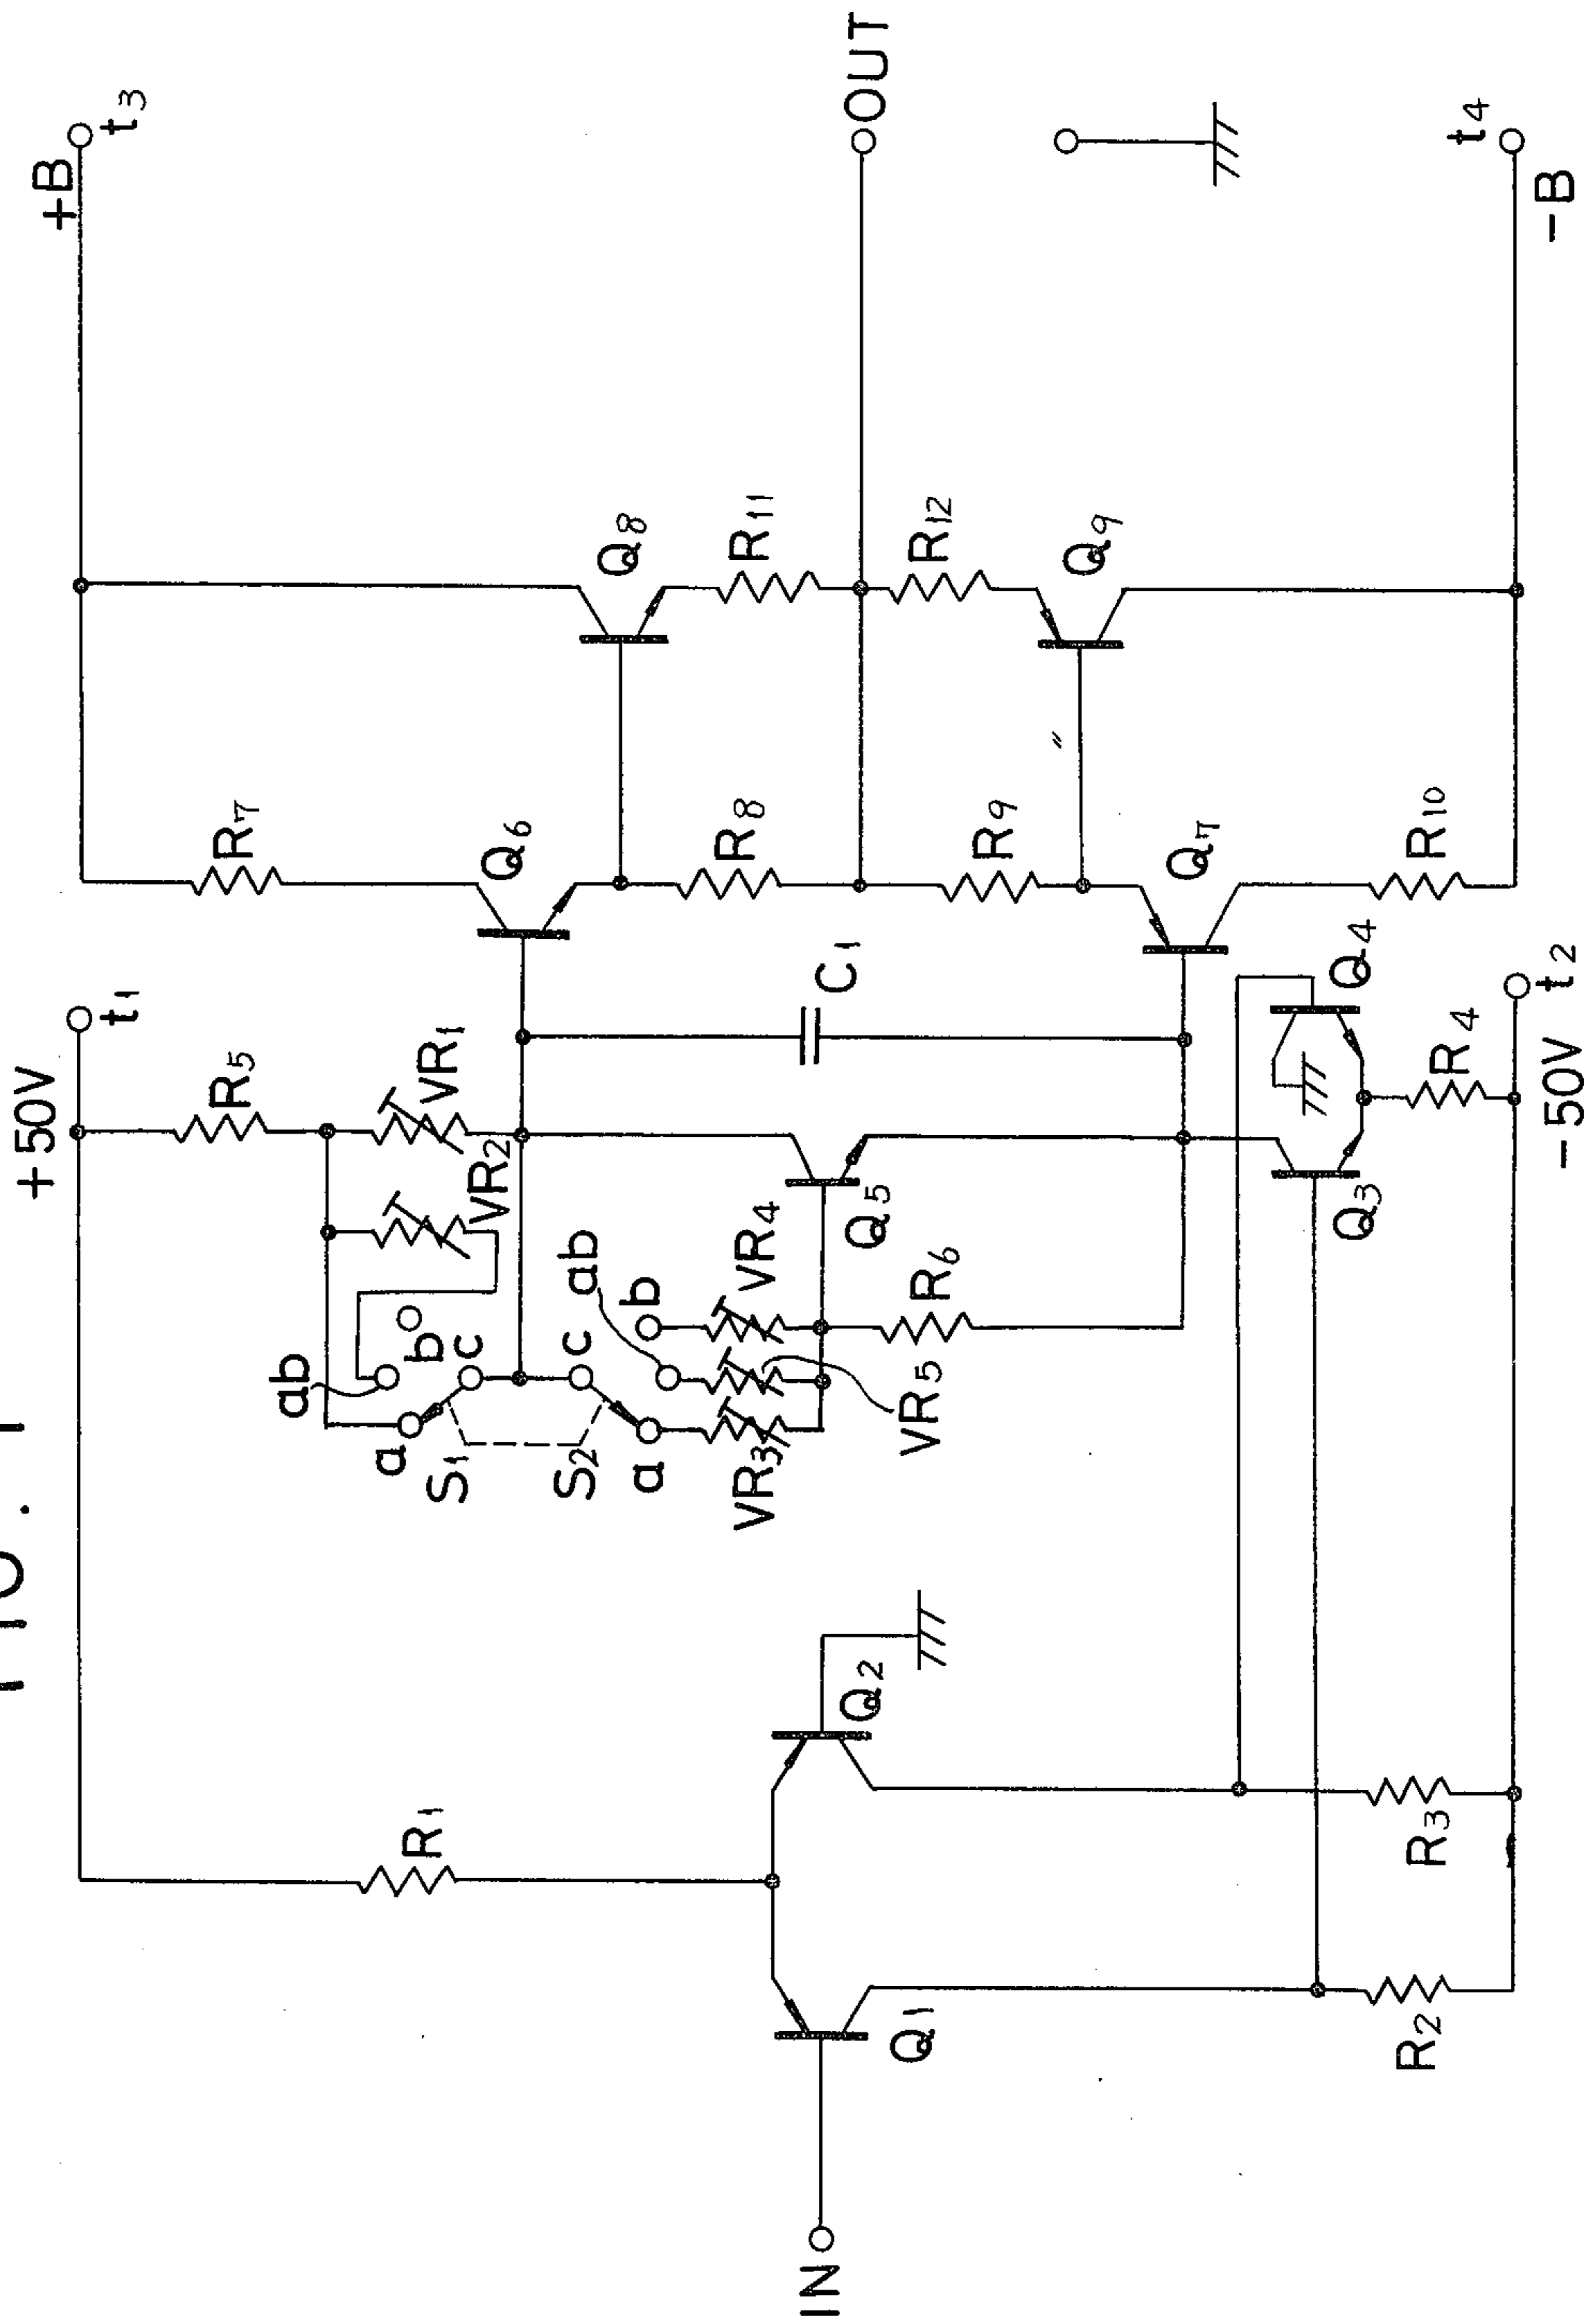 FIG. 1
+50V
+B
t1
t3
R5
R7
ab
a
b
R1
VR1
S1
c
VR2
Q6
S2
c
ab
Q8
a
b
VR3
VR4
R8
R11
IN
C1
OUT
Q2
Q5
Q1
VR5
R6
R9
R12
Q9
Q7
Q3
Q4
R2
R3
R4
R10
t2
t4
-50V
-B